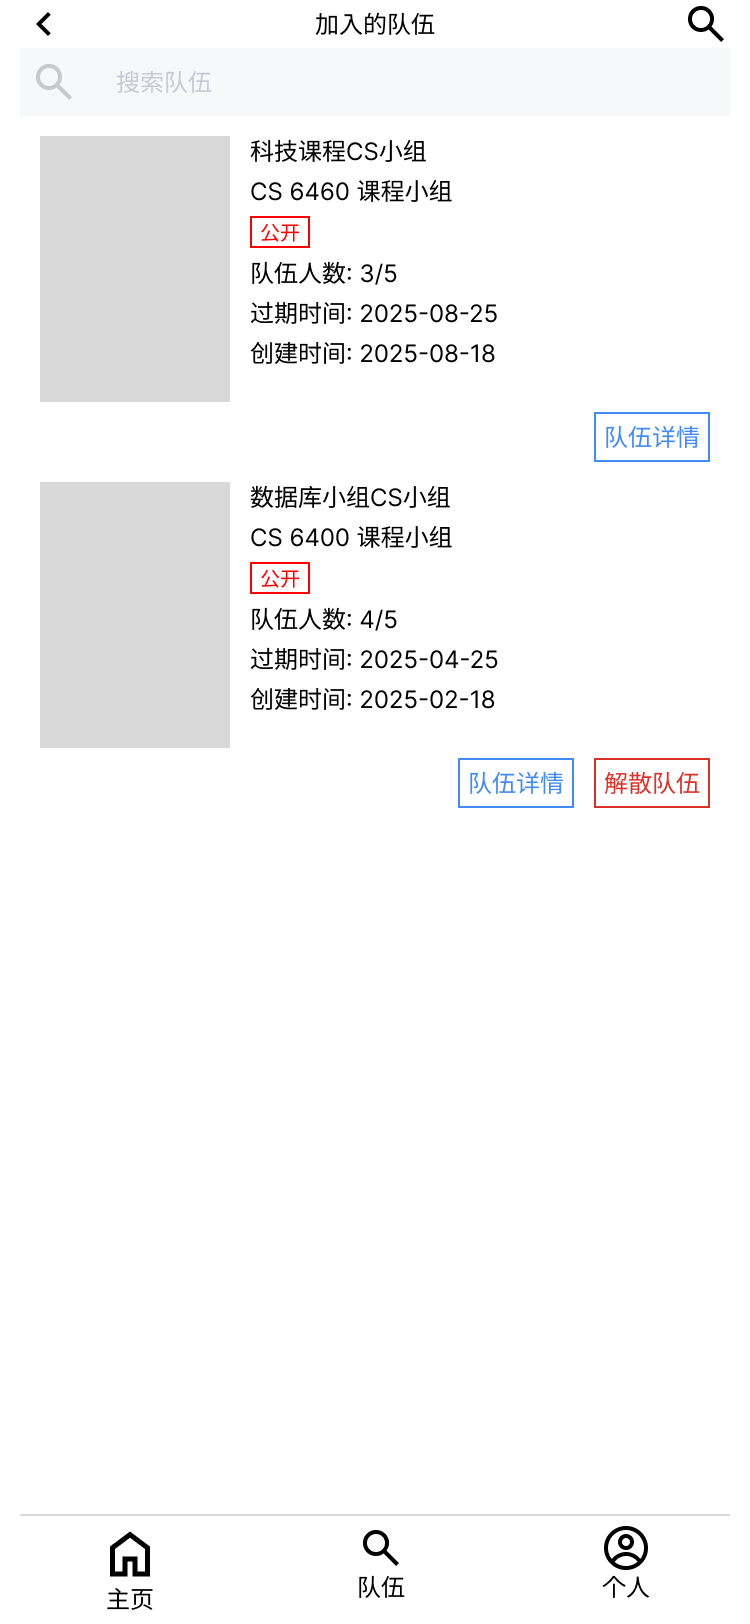 加入的队伍
搜索队伍
科技课程CS小组
CS 6460 课程小组
公开
队伍人数: 3/5
过期时间: 2025-08-25
创建时间: 2025-08-18
队伍详情
数据库小组CS小组
CS 6400 课程小组
公开
队伍人数: 4/5
过期时间: 2025-04-25
创建时间: 2025-02-18
队伍详情 解散队伍
主页 队伍 个人